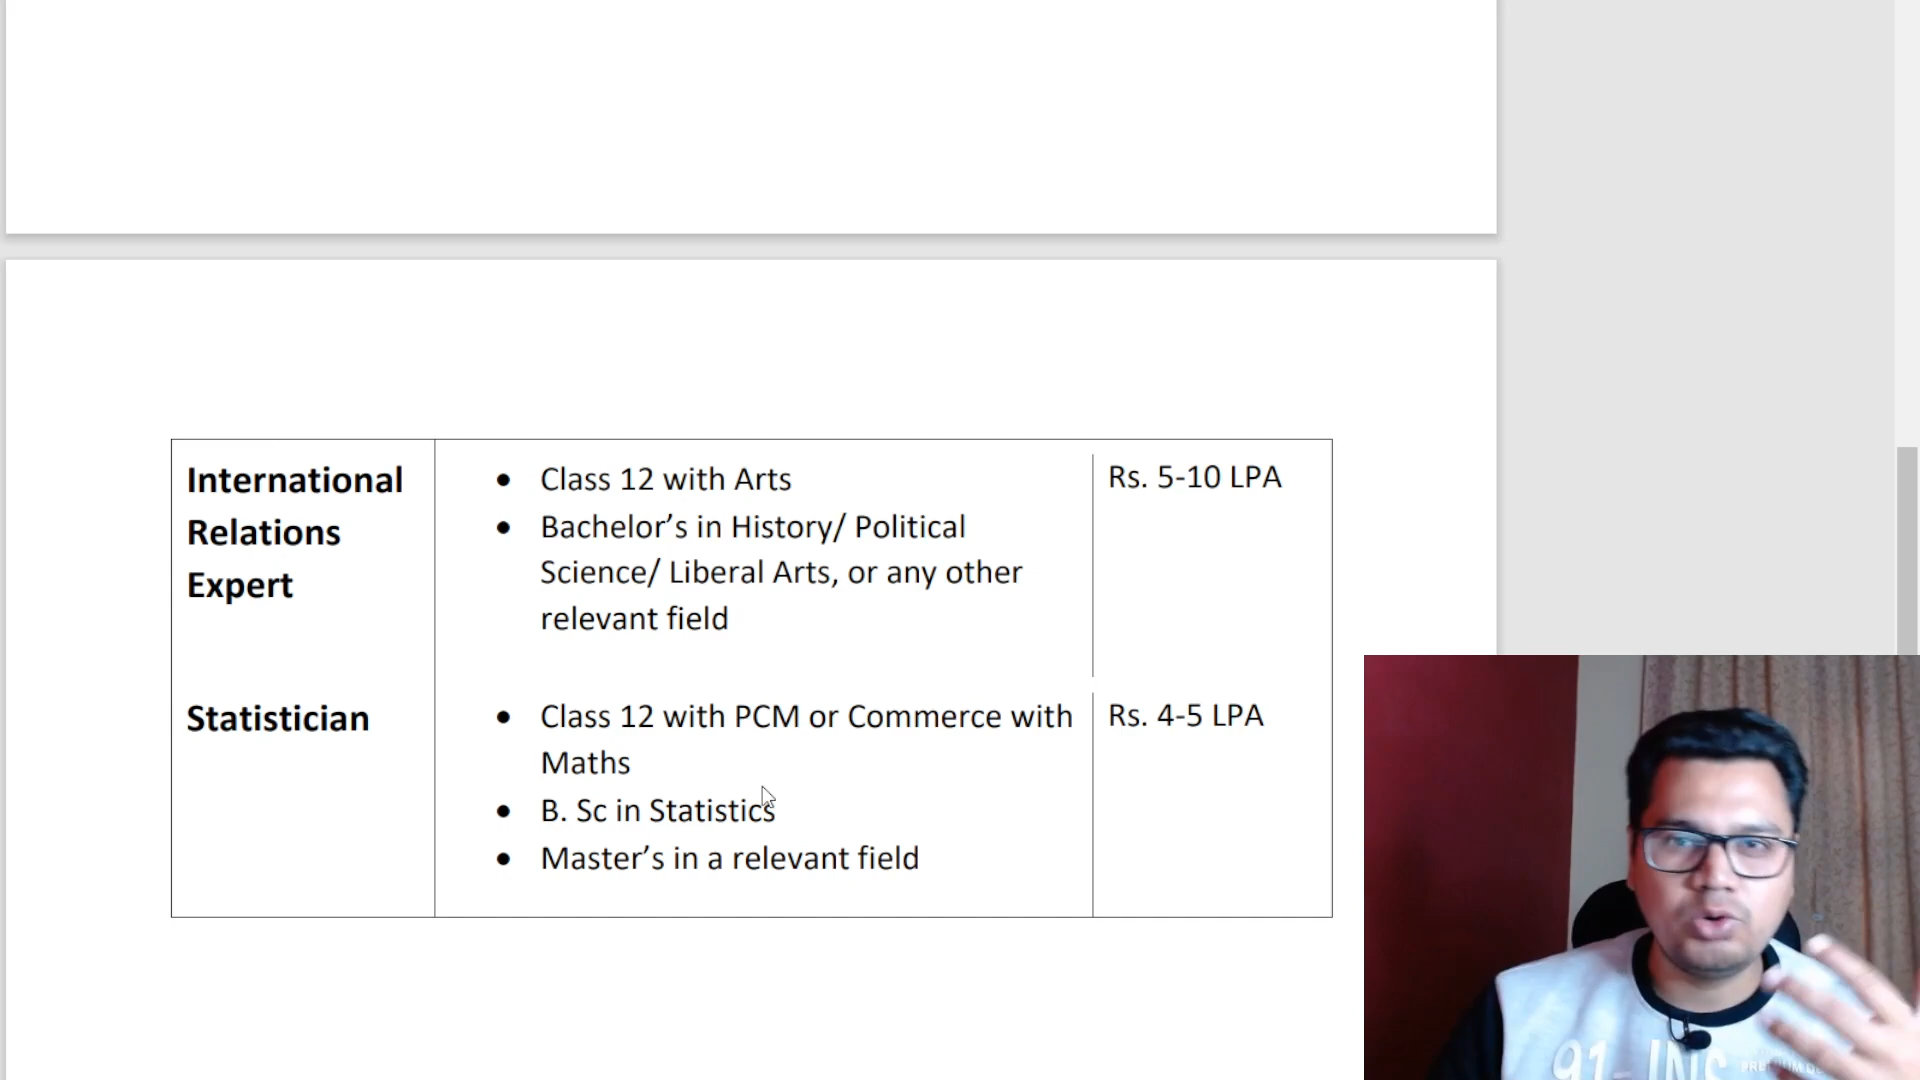 International
Relations
Expert
• Class 12 with Arts
• Bachelor’s in History/ Political
Science/ Liberal Arts, or any other
relevant field
Rs. 5-10 LPA
Statistician
• Class 12 with PCM or Commerce with
Maths
• B. Sc in Statistics
• Master’s in a relevant field
Rs. 4-5 LPA
91-INS